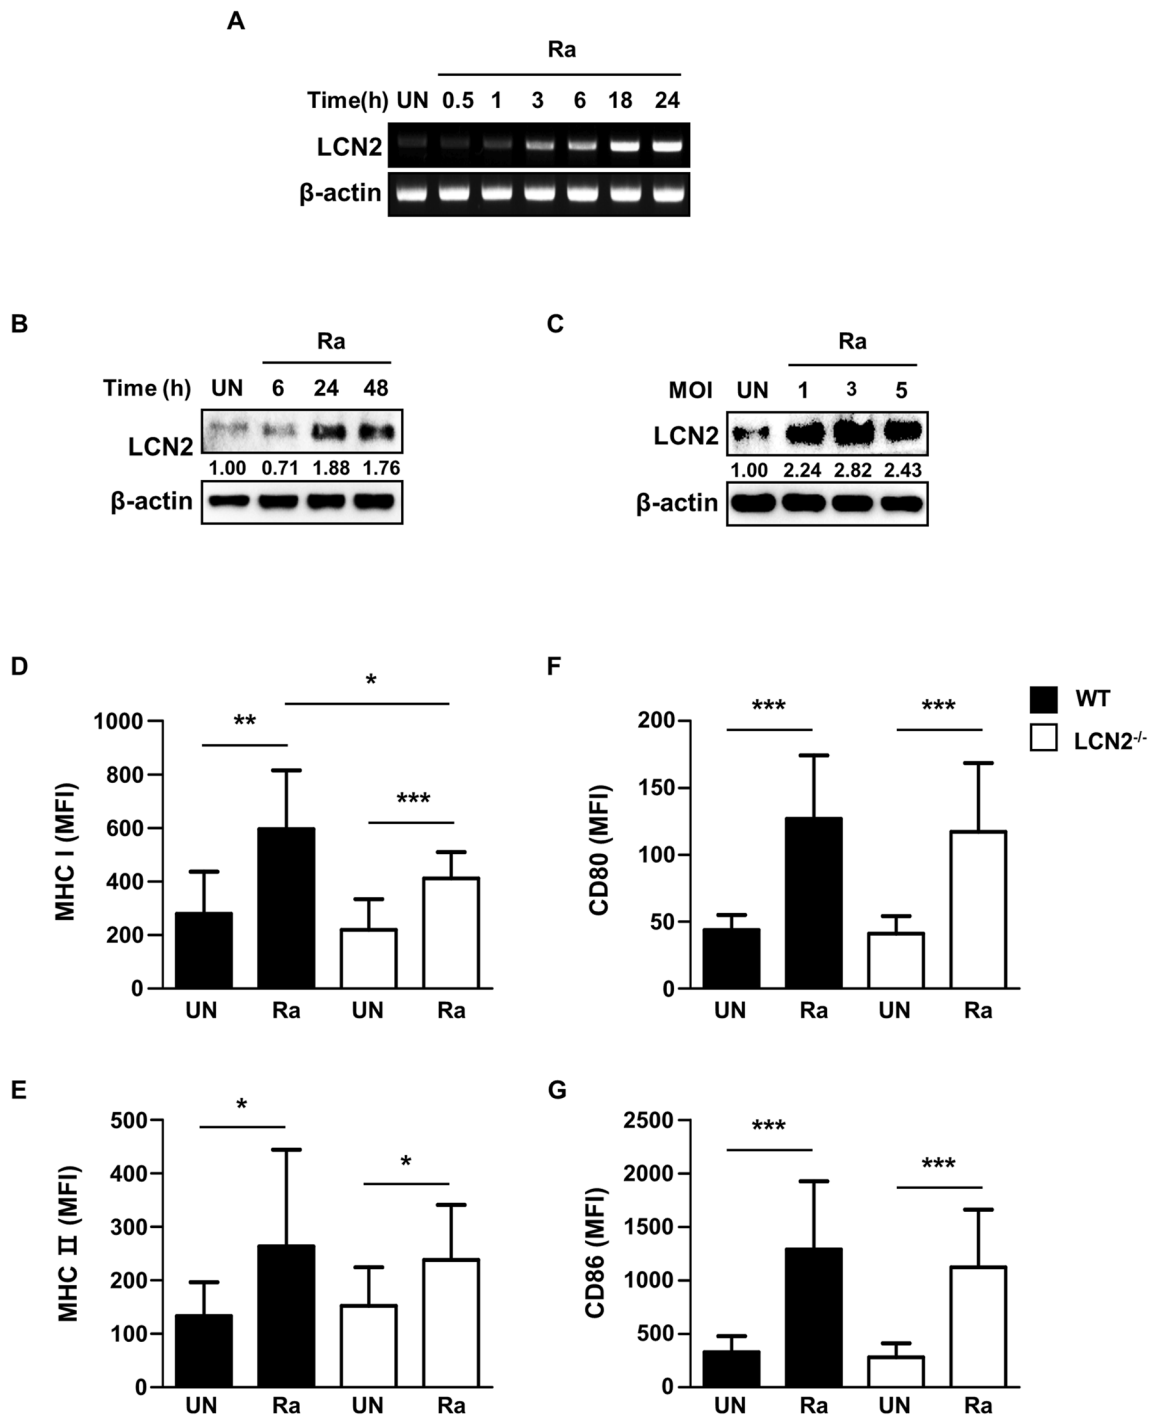 A
Ra
Time(h) UN 0.5 1 3 6 18 24
LCN2
β-actin
B
Ra
Time (h) UN 6 24 48
LCN2
1.00 0.71 1.88 1.76
β-actin
C
Ra
MOI UN 1 3 5
LCN2
1.00 2.24 2.82 2.43
β-actin
D
*
**
***
1000
800
600
400
200
0
MHC I (MFI)
UN Ra UN Ra
F
WT
LCN2-/-
*** ***
200
150
100
50
0
CD80 (MFI)
UN Ra UN Ra
E
*
*
500
400
300
200
100
0
MHC II (MFI)
UN Ra UN Ra
G
***
***
2500
2000
1500
1000
500
0
CD86 (MFI)
UN Ra UN Ra